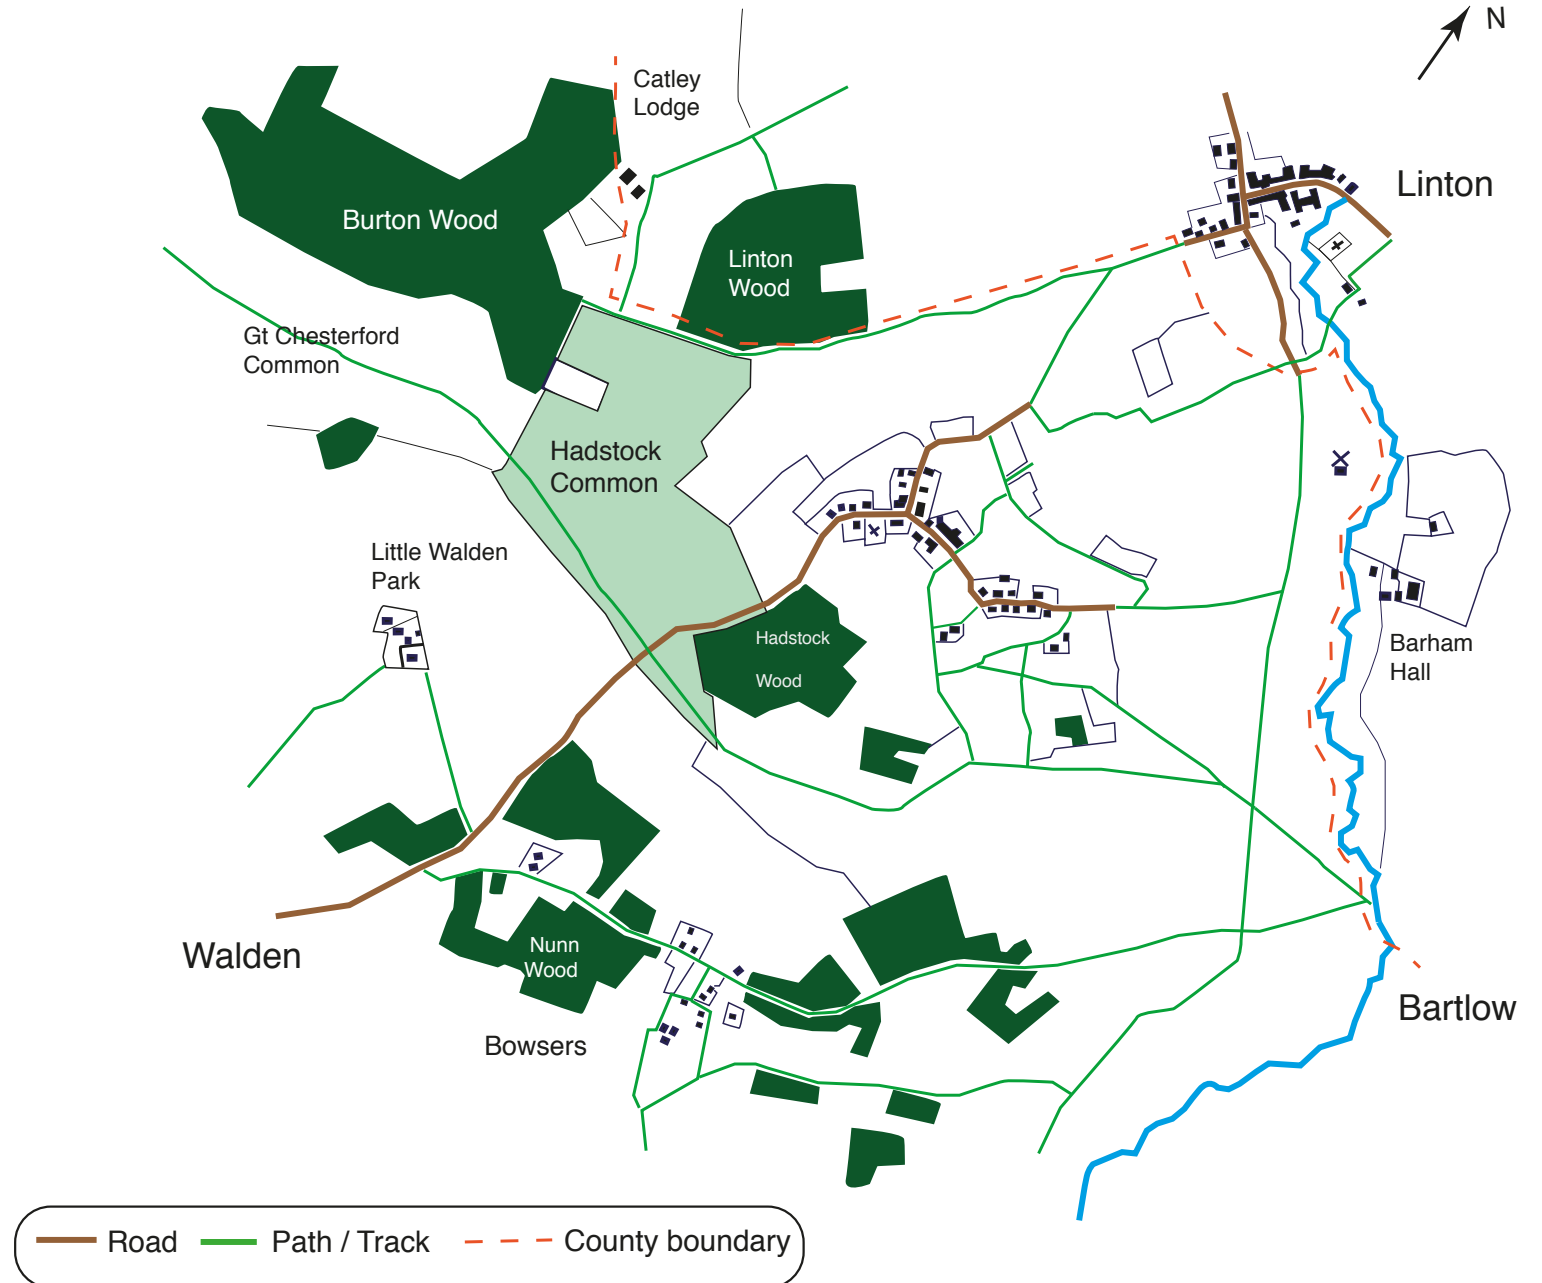 N
Catley
Lodge
Linton
Burton Wood
Linton
Wood
Gt Chesterford
Common
Hadstock
Common
Little Walden
Park
Hadstock
Wood
Barham
Hall
Nunn
Wood
Walden
Bartlow
Bowsers
Road
Path / Track
County boundary